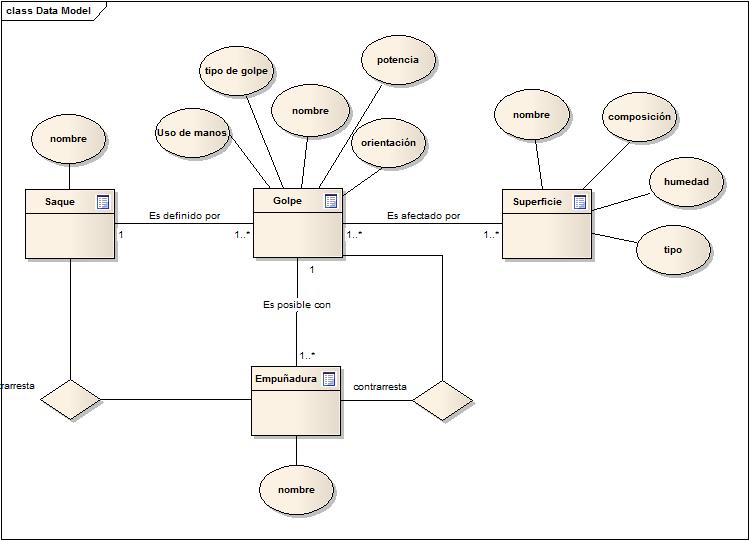 class Data Model
potencia
tipo de golpe
nombre
Uso de manos
orientación
nombre
nombre
composición
humedad
tipo
Saque
Golpe
Superficie
Es definido por
1
1..*
Es afectado por
1..*
1..*
1
Es posible con
1..*
Empuñadura
rarresta
contrarresta
nombre